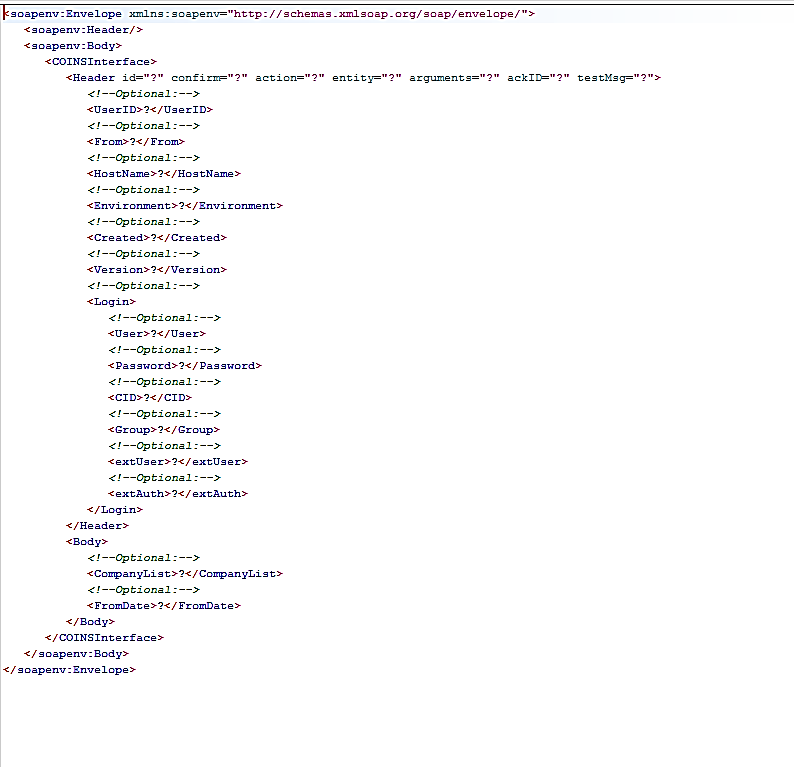 <soapenv:Envelope xmlns:soapenv="http://schemas.xmlsoap.org/soap/envelope/">
<soapenv:Header/>
<soapenv:Body>
<COINSInterface>
<Header id="?" confirm="?" action="?" entity="?" arguments="?" ackID="?" testMsg="?">
<!--Optional:-->
<UserID>?</UserID>
<!--Optional:-->
<From>?</From>
<!--Optional:-->
<HostName>?</HostName>
<!--Optional:-->
<Environment>?</Environment>
<!--Optional:-->
<Created>?</Created>
<!--Optional:-->
<Version>?</Version>
<!--Optional:-->
<Login>
<!--Optional:-->
<User>?</User>
<!--Optional:-->
<Password>?</Password>
<!--Optional:-->
<CID>?</CID>
<!--Optional:-->
<Group>?</Group>
<!--Optional:-->
<extUser>?</extUser>
<!--Optional:-->
<extAuth>?</extAuth>
</Login>
</Header>
<Body>
<!--Optional:-->
<CompanyList>?</CompanyList>
<!--Optional:-->
<FromDate>?</FromDate>
</Body>
</COINSInterface>
</soapenv:Body>
</soapenv:Envelope>